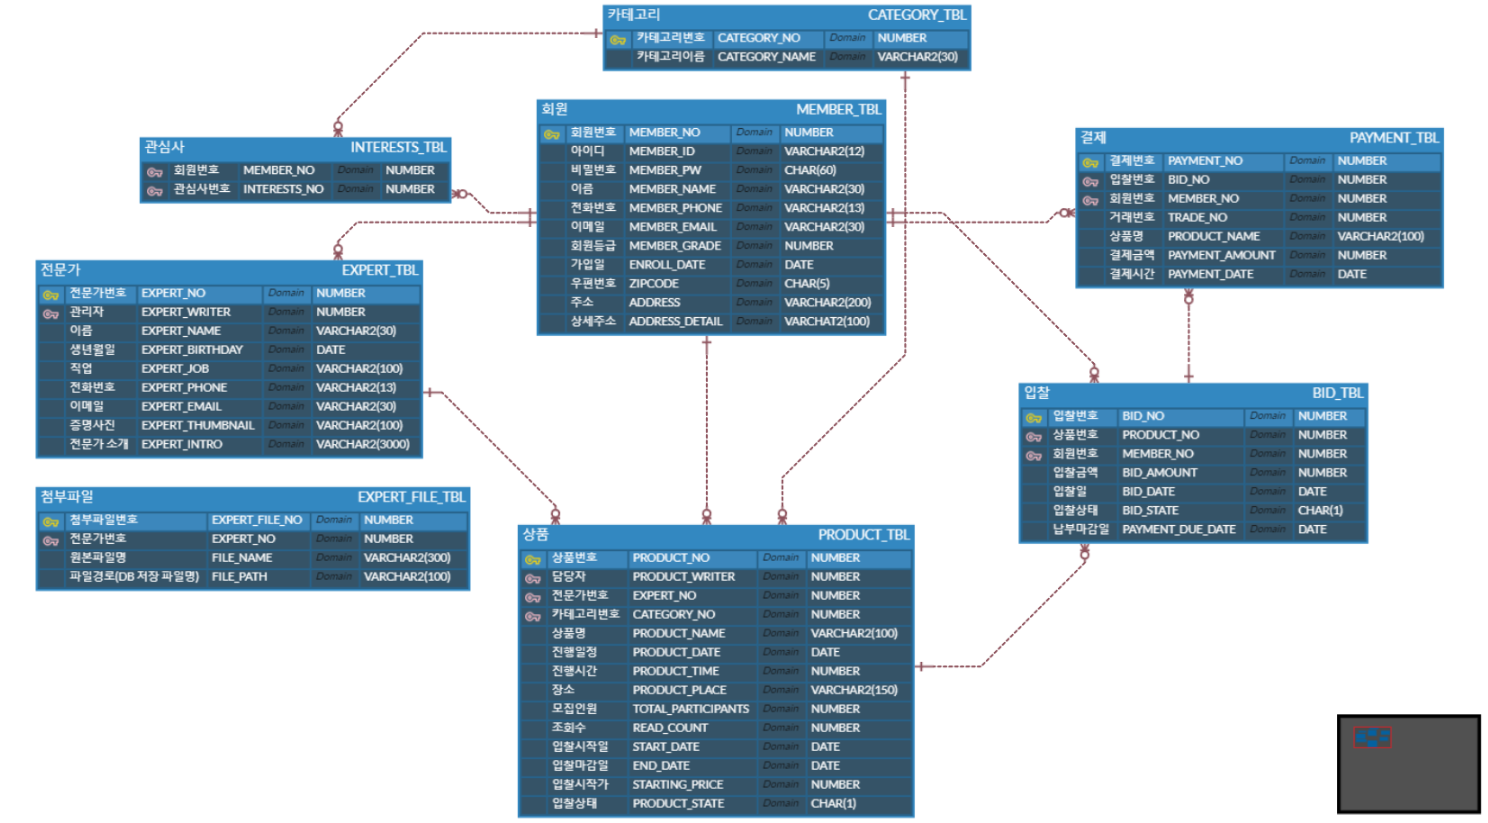 카테고리 CATEGORY_TBL
카테고리번호 CATEGORY_NO Domain NUMBER
카테고리이름 CATEGORY_NAME Domain VARCHAR2(30)
회원 MEMBER_TBL
회원번호 MEMBER_NO Domain NUMBER
아이디 MEMBER_ID Domain VARCHAR2(12)
비밀번호 MEMBER_PW Domain CHAR(60)
이름 MEMBER_NAME Domain VARCHAR2(30)
전화번호 MEMBER_PHONE Domain VARCHAR2(13)
이메일 MEMBER_EMAIL Domain VARCHAR2(30)
회원등급 MEMBER_GRADE Domain NUMBER
가입일 ENROLL_DATE Domain DATE
우편번호 ZIPCODE Domain CHAR(5)
주소 ADDRESS Domain VARCHAR2(200)
상세주소 ADDRESS_DETAIL Domain VARCHAT2(100)
관심사 INTERESTS_TBL
회원번호 MEMBER_NO Domain NUMBER
관심사번호 INTERESTS_NO Domain NUMBER
결제 PAYMENT_TBL
결제번호 PAYMENT_NO Domain NUMBER
입찰번호 BID_NO Domain NUMBER
회원번호 MEMBER_NO Domain NUMBER
거래번호 TRADE_NO Domain NUMBER
상품명 PRODUCT_NAME Domain VARCHAR2(100)
결제금액 PAYMENT_AMOUNT Domain NUMBER
결제시간 PAYMENT_DATE Domain DATE
전문가 EXPERT_TBL
전문가번호 EXPERT_NO Domain NUMBER
관리자 EXPERT_WRITER Domain NUMBER
이름 EXPERT_NAME Domain VARCHAR2(30)
생년월일 EXPERT_BIRTHDAY Domain DATE
직업 EXPERT_JOB Domain VARCHAR2(100)
전화번호 EXPERT_PHONE Domain VARCHAR2(13)
이메일 EXPERT_EMAIL Domain VARCHAR2(30)
증명사진 EXPERT_THUMBNAIL Domain VARCHAR2(100)
전문가 소개 EXPERT_INTRO Domain VARCHAR2(3000)
입찰 BID_TBL
입찰번호 BID_NO Domain NUMBER
상품번호 PRODUCT_NO Domain NUMBER
회원번호 MEMBER_NO Domain NUMBER
입찰금액 BID_AMOUNT Domain NUMBER
입찰일 BID_DATE Domain DATE
입찰상태 BID_STATE Domain CHAR(1)
납부마감일 PAYMENT_DUE_DATE Domain DATE
첨부파일 EXPERT_FILE_TBL
첨부파일번호 EXPERT_FILE_NO Domain NUMBER
전문가번호 EXPERT_NO Domain NUMBER
원본파일명 FILE_NAME Domain VARCHAR2(300)
파일경로(DB 저장 파일명) FILE_PATH Domain VARCHAR2(100)
상품 PRODUCT_TBL
상품번호 PRODUCT_NO Domain NUMBER
담당자 PRODUCT_WRITER Domain NUMBER
전문가번호 EXPERT_NO Domain NUMBER
카테고리번호 CATEGORY_NO Domain NUMBER
상품명 PRODUCT_NAME Domain VARCHAR2(100)
진행일정 PRODUCT_DATE Domain DATE
진행시간 PRODUCT_TIME Domain NUMBER
장소 PRODUCT_PLACE Domain VARCHAR2(150)
모집인원 TOTAL_PARTICIPANTS Domain NUMBER
조회수 READ_COUNT Domain NUMBER
입찰시작일 START_DATE Domain DATE
입찰마감일 END_DATE Domain DATE
입찰시작가 STARTING_PRICE Domain NUMBER
입찰상태 PRODUCT_STATE Domain CHAR(1)